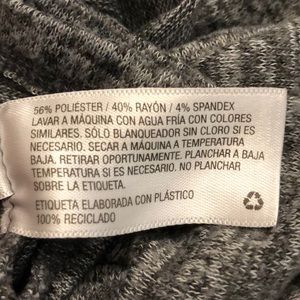 56% POLIÉSTER / 40% RAYÓN / 4% SPANDEX
LAVAR A MÁQUINA CON AGUA FRÍA CON COLORES
SIMILARES. SÓLO BLANQUEADOR SIN CLORO SI ES
NECESARIO. SECAR A MÁQUINA A TEMPERATURA
BAJA. RETIRAR OPORTUNAMENTE. PLANCHAR A BAJA
TEMPERATURA SI ES NECESARIO. NO PLANCHAR
SOBRE LA ETIQUETA.
ETIQUETA ELABORADA CON PLÁSTICO
100% RECICLADO